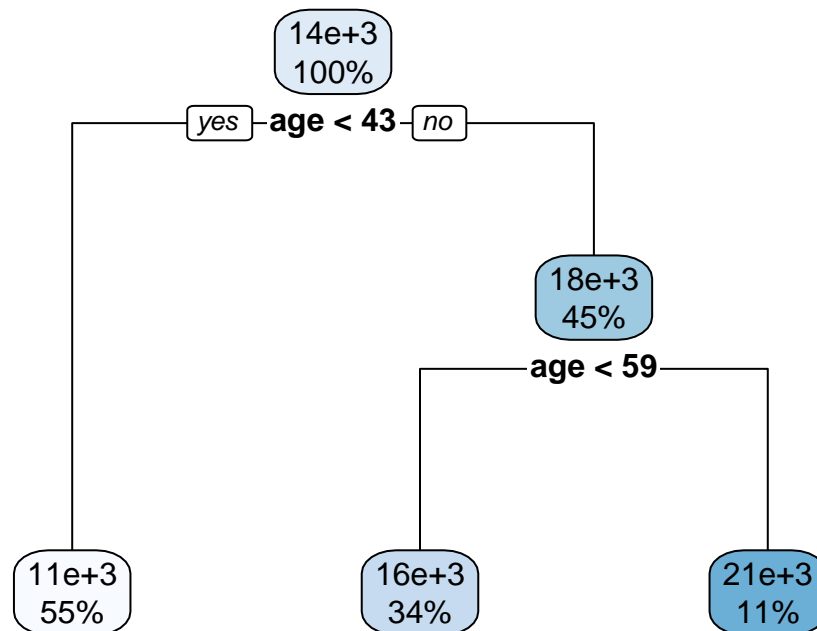 14e+3
100%
yes age < 43 no
18e+3
45%
age < 59
11e+3
55%
16e+3
34%
21e+3
11%